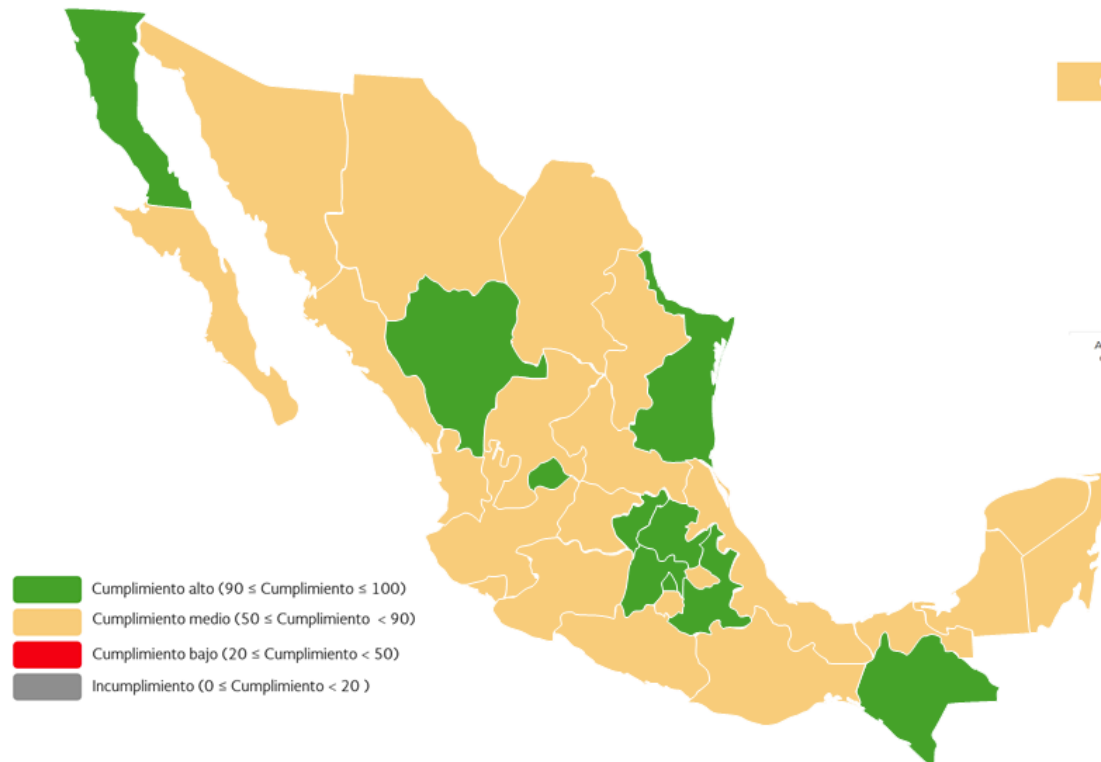 Cumplimiento alto (90 ≤ Cumplimiento ≤ 100)
Cumplimiento medio (50 ≤ Cumplimiento < 90)
Cumplimiento bajo (20 ≤ Cumplimiento < 50)
Incumplimiento (0 ≤ Cumplimiento < 20 )